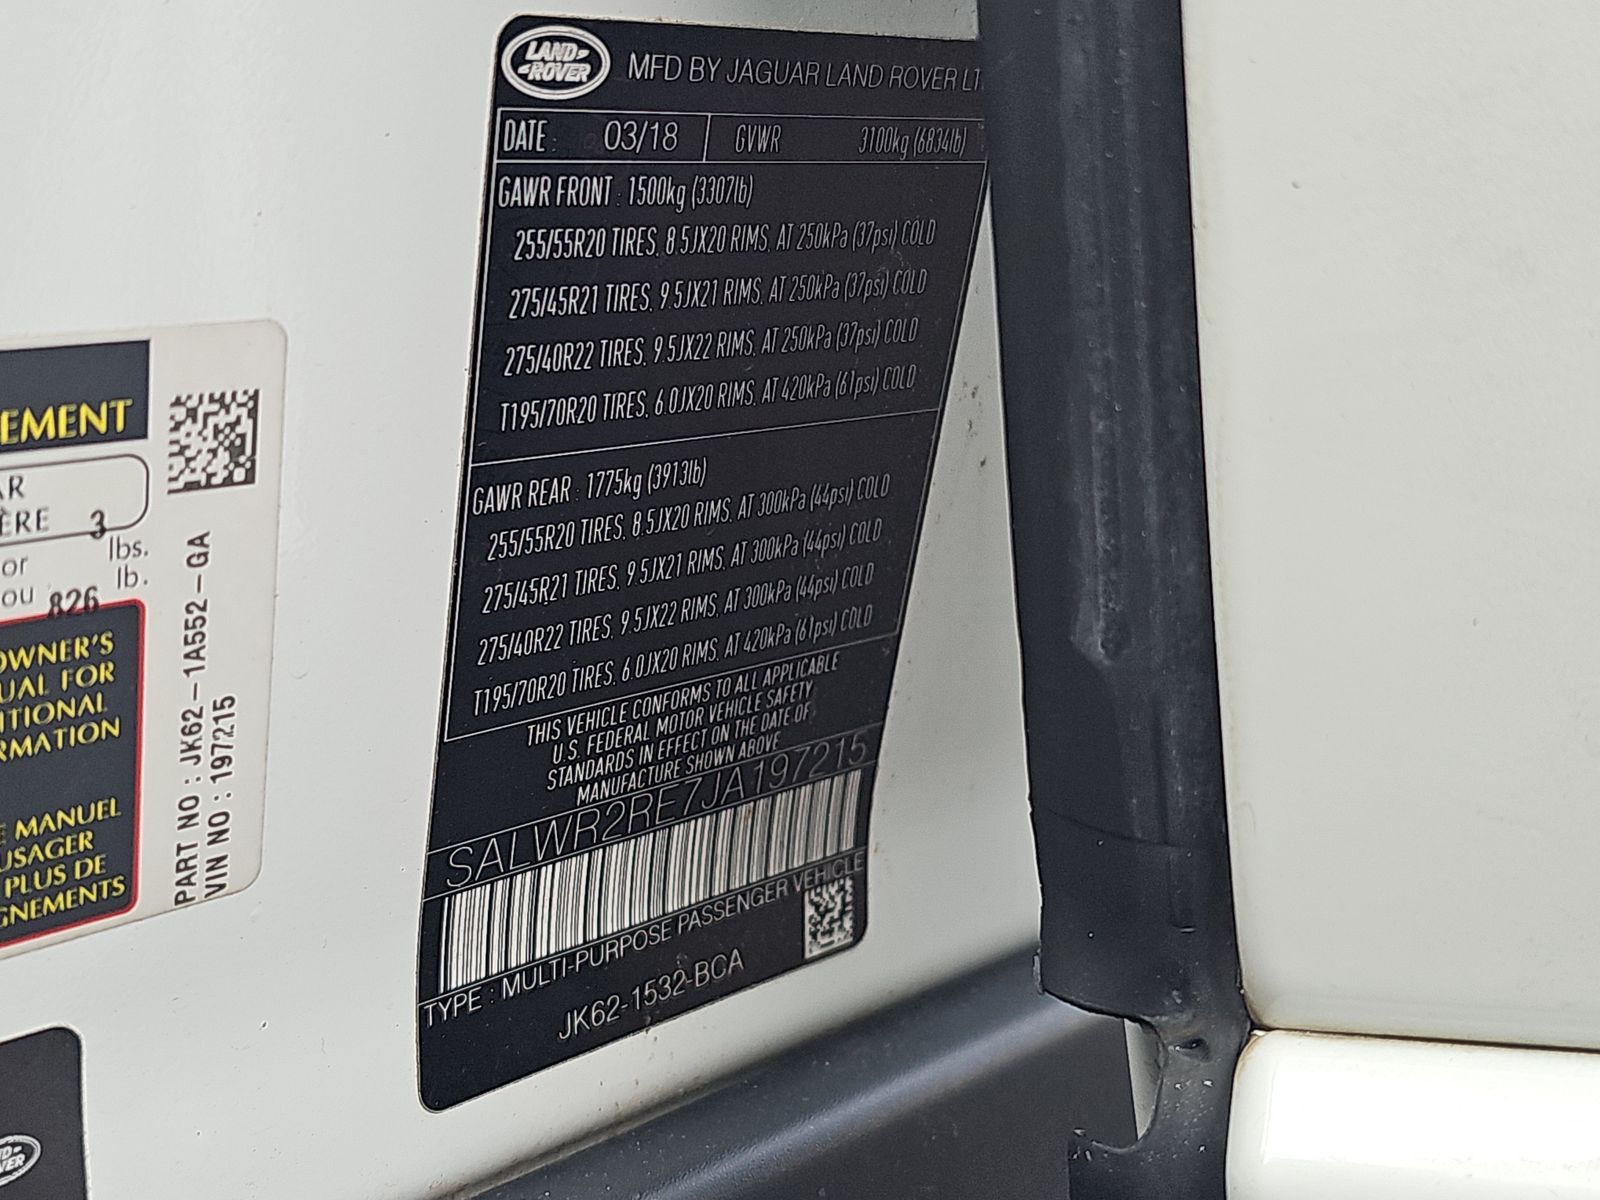 LAND-
-ROVER
MFD BY JAGUAR LAND ROVER LT
DATE : 03/18 GVWR 3100kg (6834lb)
GAWR FRONT : 1500kg (3307lb)
255/55R20 TIRES, 8.5JX20 RIMS, AT 250kPa (37psi) COLD
275/45R21 TIRES, 9.5JX21 RIMS, AT 250kPa (37psi) COLD
275/40R22 TIRES, 9.5JX22 RIMS, AT 250kPa (37psi) COLD
T195/70R20 TIRES, 6.0JX20 RIMS, AT 420kPa (61psi) COLD
GAWR REAR : 1775kg (3913lb)
255/55R20 TIRES, 8.5JX20 RIMS, AT 300kPa (44psi) COLD
275/45R21 TIRES, 9.5JX21 RIMS, AT 300kPa (44psi) COLD
275/40R22 TIRES, 9.5JX22 RIMS, AT 300kPa (44psi) COLD
T195/70R20 TIRES, 6.0JX20 RIMS, AT 420kPa (61psi) COLD
THIS VEHICLE CONFORMS TO ALL APPLICABLE
U.S. FEDERAL MOTOR VEHICLE SAFETY
STANDARDS IN EFFECT ON THE DATE OF
MANUFACTURE SHOWN ABOVE
SALWR2RE7JA197215
TYPE : MULTI-PURPOSE PASSENGER VEHICLE
JK62-1532-BCA
EMENT
AR
ÈRE 3
or lbs.
ou 826 lb.
OWNER'S
UAL FOR
ITIONAL
RMATION
E MANUEL
USAGER
PLUS DE
GNEMENTS
PART NO : JK62-1A552-GA
VIN NO : 197215
ND-
VER